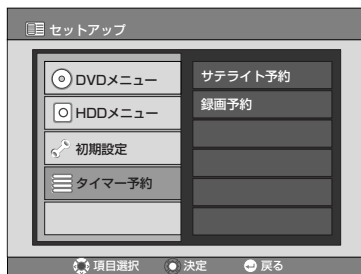 セットアップ
DVDメニュー
HDDメニュー
初期設定
タイマー予約
サテライト予約
録画予約
項目選択 決定 戻る